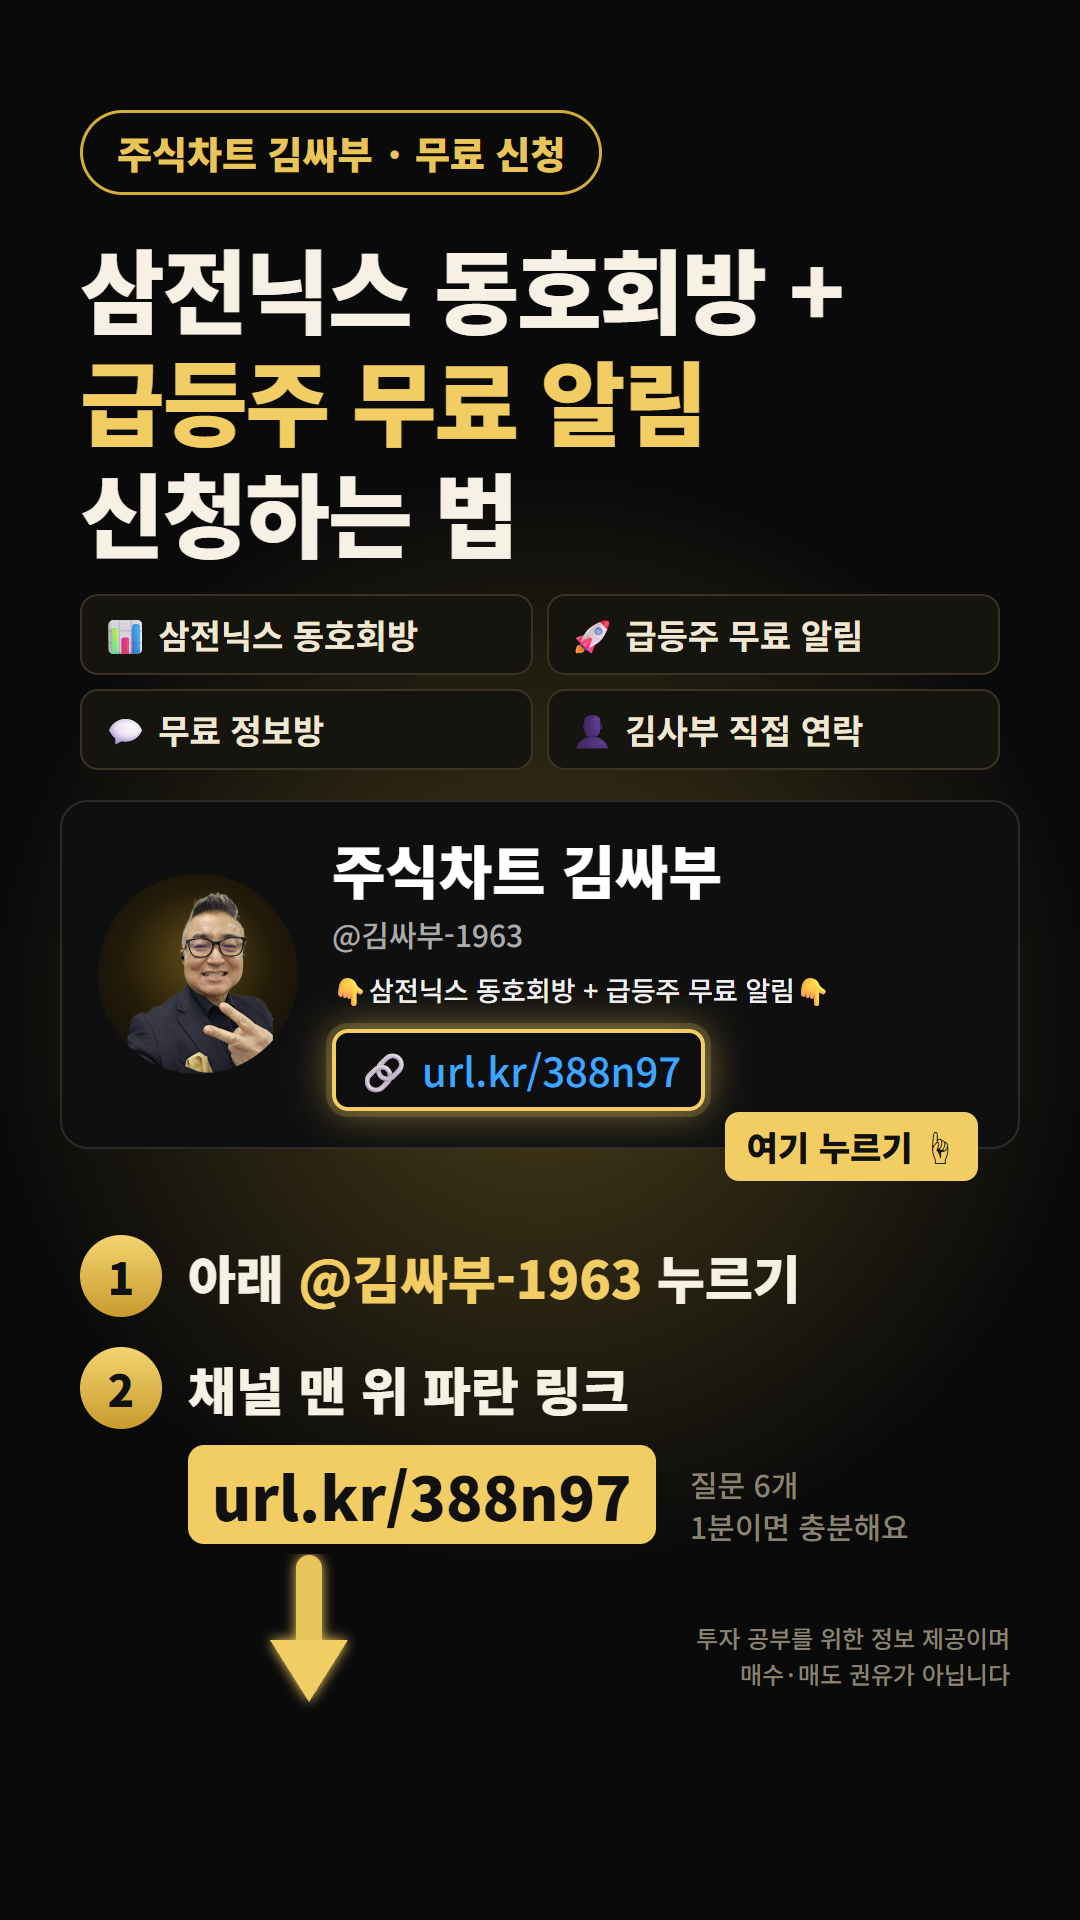 주식차트 김싸부 · 무료 신청
삼전닉스 동호회방 +
급등주 무료 알림
신청하는 법
삼전닉스 동호회방
급등주 무료 알림
무료 정보방
김사부 직접 연락
주식차트 김싸부
@김싸부-1963
👇삼전닉스 동호회방 + 급등주 무료 알림👇
url.kr/388n97
여기 누르기 ☝
1 아래 @김싸부-1963 누르기
2 채널 맨 위 파란 링크
url.kr/388n97
질문 6개
1분이면 충분해요
투자 공부를 위한 정보 제공이며
매수·매도 권유가 아닙니다